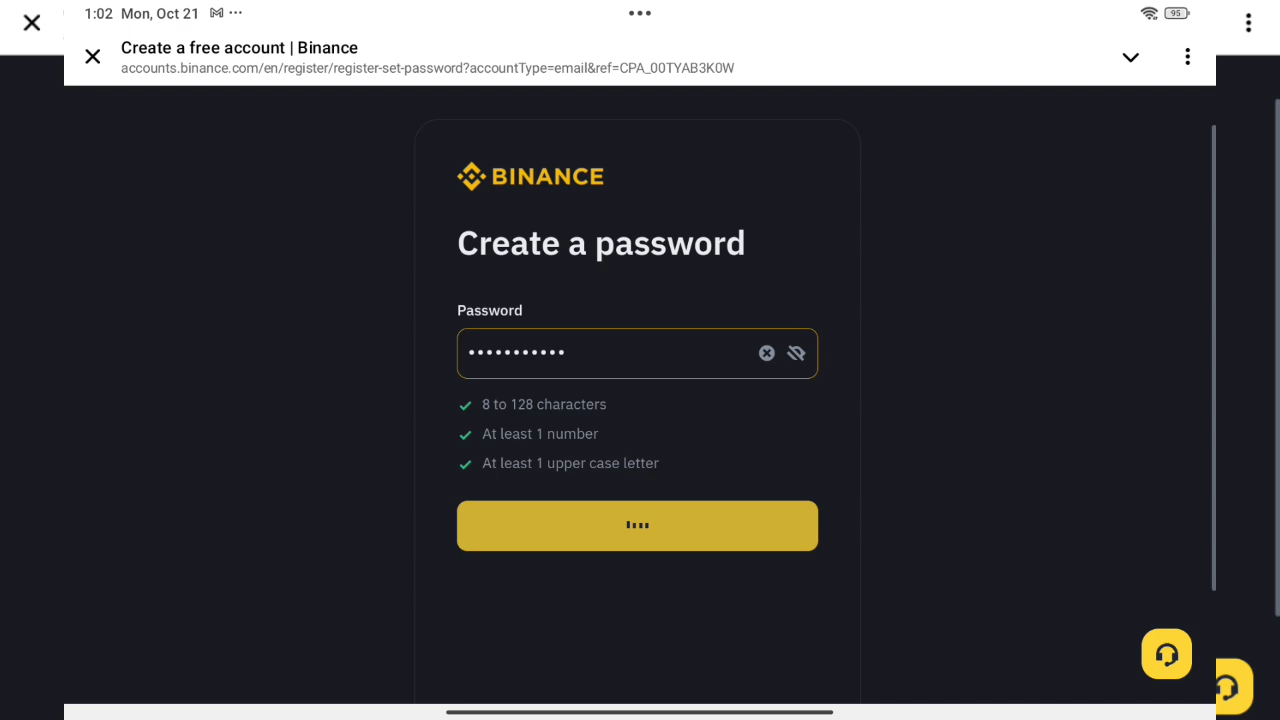 1:02 Mon, Oct 21
95
Create a free account | Binance
accounts.binance.com/en/register/register-set-password?accountType=email&ref=CPA_00TYAB3K0W
BINANCE
Create a password
Password
8 to 128 characters
At least 1 number
At least 1 upper case letter